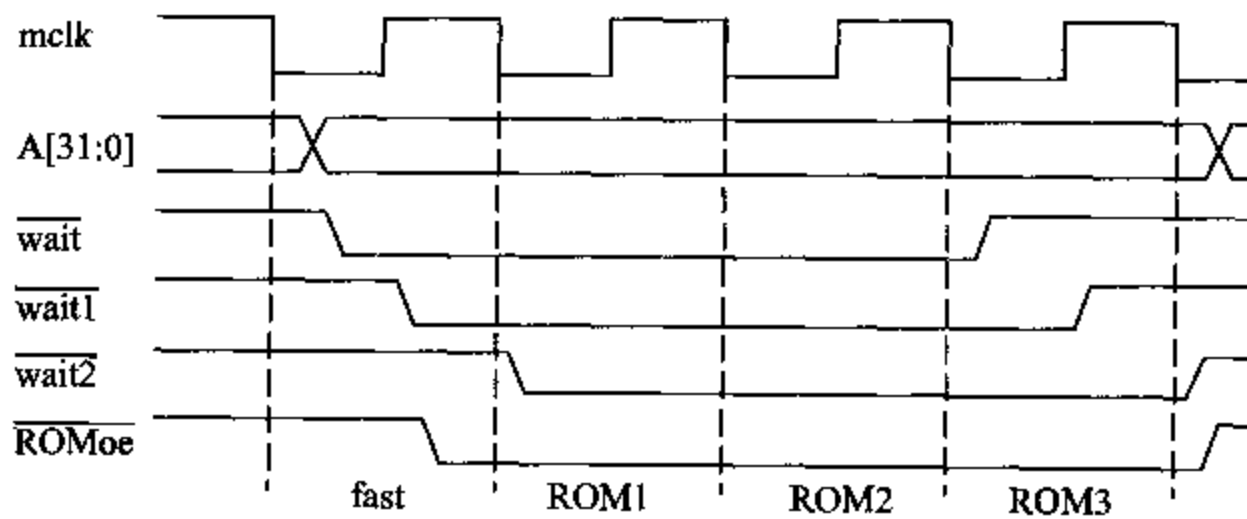 mclk
A[31:0]
wait
wait1
wait2
ROMoe
fast ROM1 ROM2 ROM3